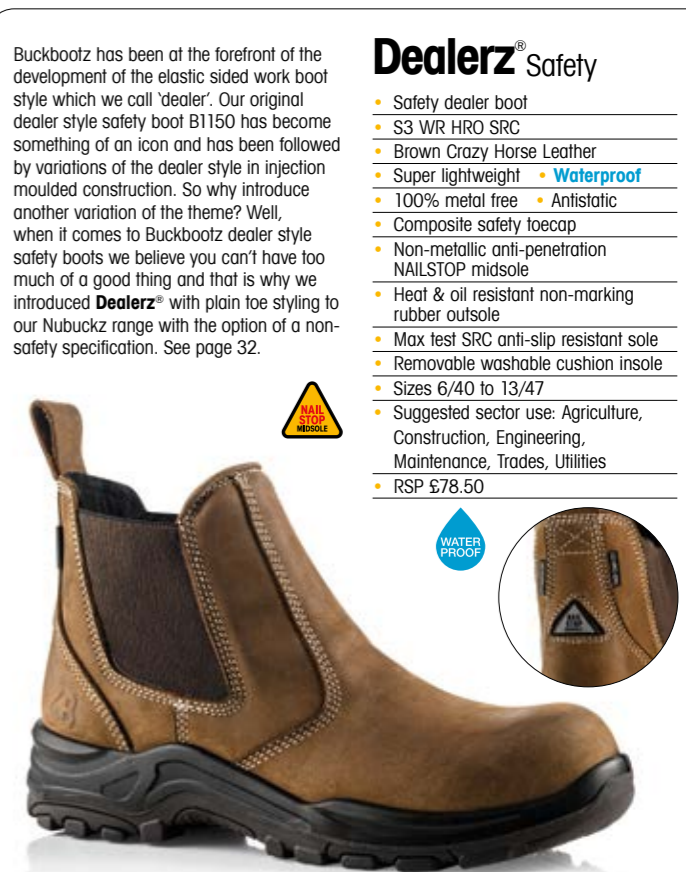 Buckbootz has been at the forefront of the
development of the elastic sided work boot
style which we call ‘dealer’. Our original
dealer style safety boot B1150 has become
something of an icon and has been followed
by variations of the dealer style in injection
moulded construction. So why introduce
another variation of the theme? Well,
when it comes to Buckbootz dealer style
safety boots we believe you can’t have too
much of a good thing and that is why we
introduced Dealerz® with plain toe styling to
our Nubuckz range with the option of a non-
safety specification. See page 32.
Dealerz® Safety
• Safety dealer boot
• S3 WR HRO SRC
• Brown Crazy Horse Leather
• Super lightweight • Waterproof
• 100% metal free • Antistatic
• Composite safety toecap
• Non-metallic anti-penetration
NAILSTOP midsole
• Heat & oil resistant non-marking
rubber outsole
• Max test SRC anti-slip resistant sole
• Removable washable cushion insole
• Sizes 6/40 to 13/47
• Suggested sector use: Agriculture,
Construction, Engineering,
Maintenance, Trades, Utilities
• RSP £78.50
NAIL
STOP
MIDSOLE
WATER
PROOF
NAIL
STOP